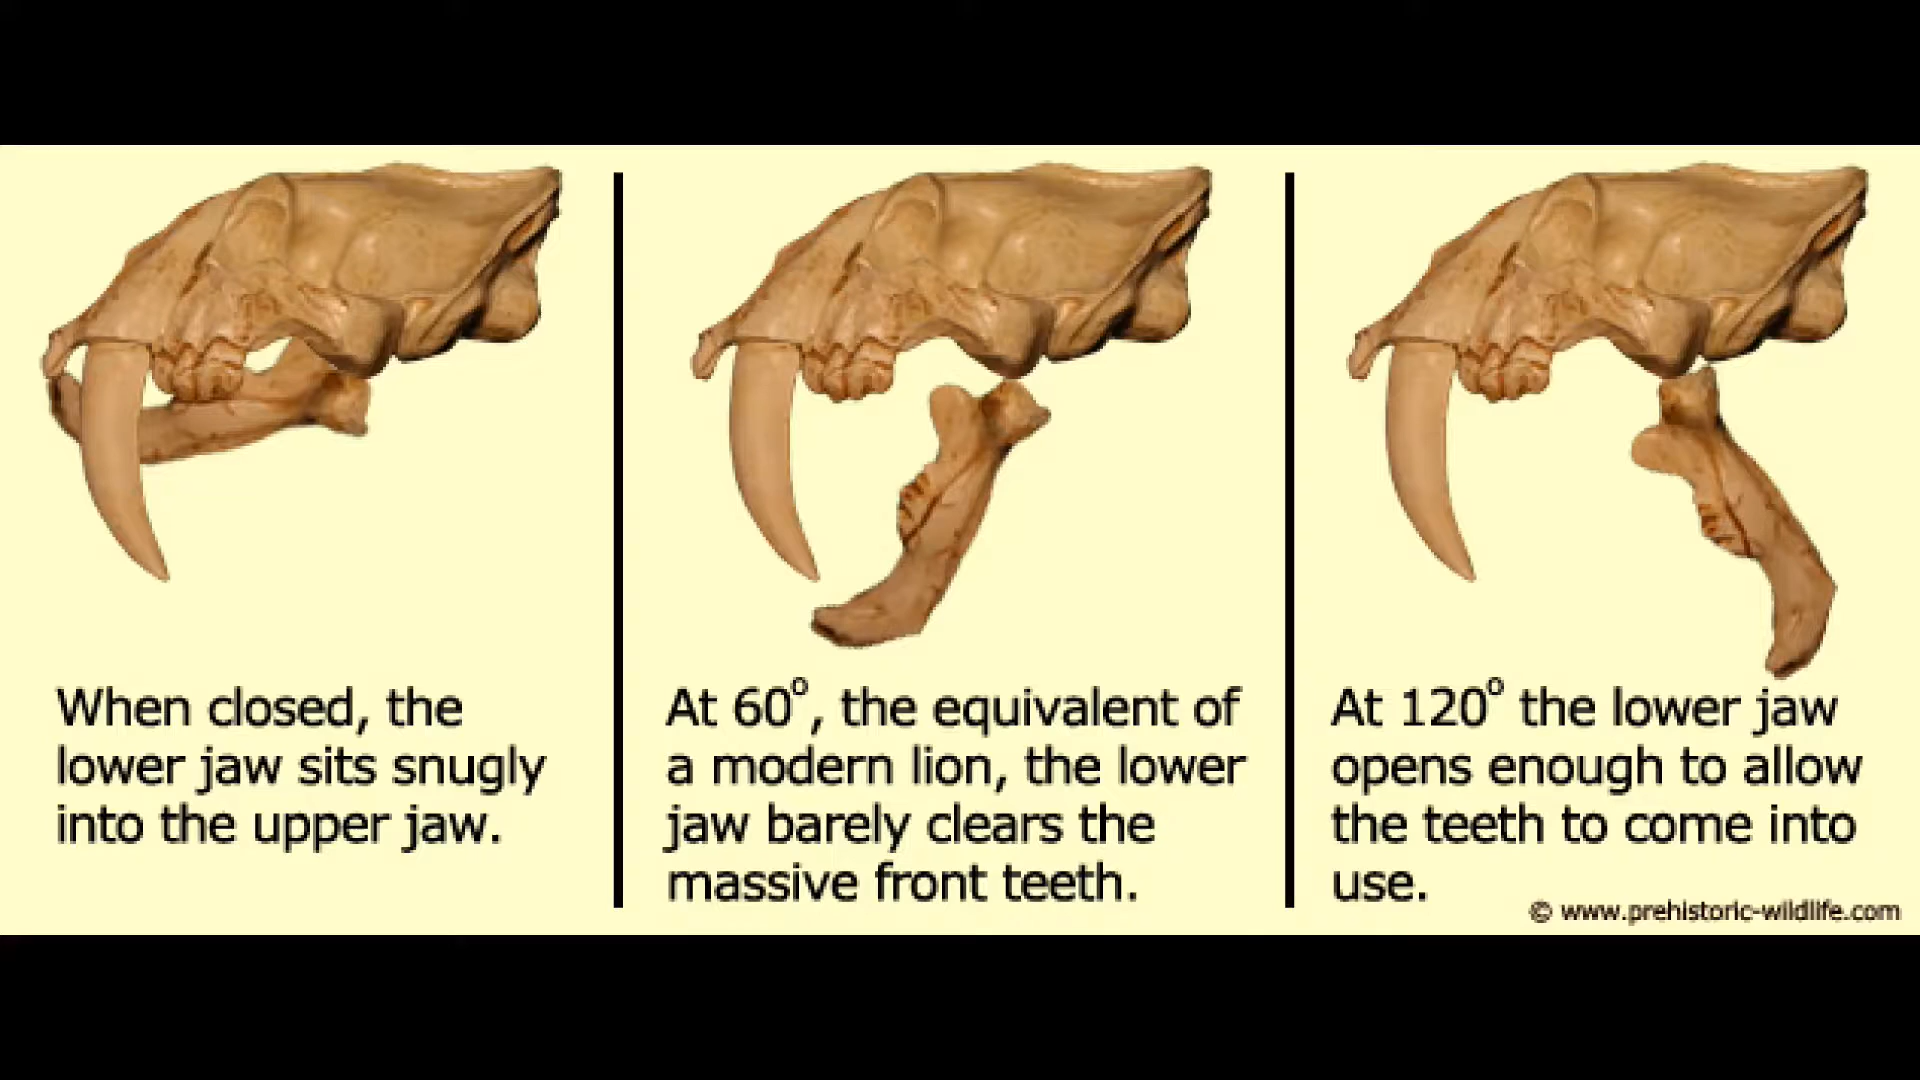 When closed, the
lower jaw sits snugly
into the upper jaw.
At 60°, the equivalent of
a modern lion, the lower
jaw barely clears the
massive front teeth.
At 120° the lower jaw
opens enough to allow
the teeth to come into
use.
© www.prehistoric-wildlife.com